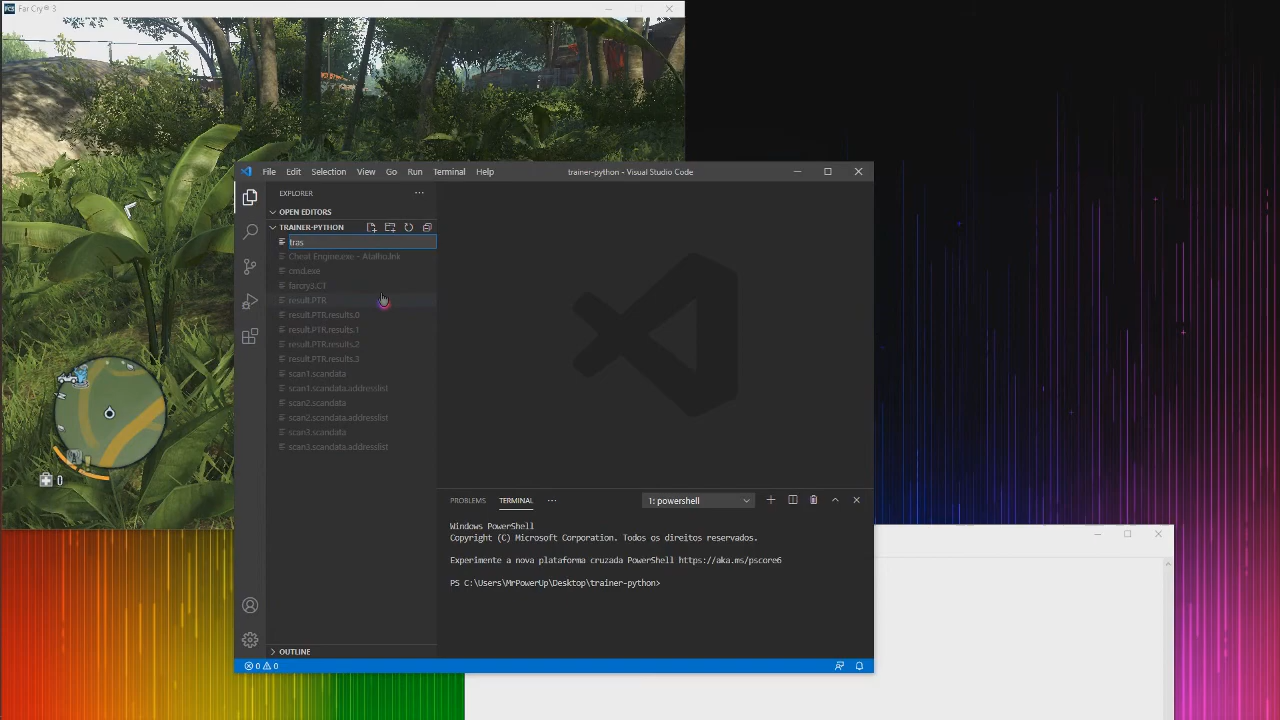 Far Cry® 3
File Edit Selection View Go Run Terminal Help
trainer-python - Visual Studio Code
EXPLORER
OPEN EDITORS
TRAINER-PYTHON
tras
Cheat Engine.exe - Atalho.lnk
cmd.exe
farcry3.CT
result.PTR
result.PTR.results.0
result.PTR.results.1
result.PTR.results.2
result.PTR.results.3
scan1.scandata
scan1.scandata.addresslist
scan2.scandata
scan2.scandata.addresslist
scan3.scandata
scan3.scandata.addresslist
OUTLINE
PROBLEMS TERMINAL
1: powershell
Windows PowerShell
Copyright (C) Microsoft Corporation. Todos os direitos reservados.
Experimente a nova plataforma cruzada PowerShell https://aka.ms/pscore6
PS C:\Users\MrPowerUp\Desktop\trainer-python>
0 0
0